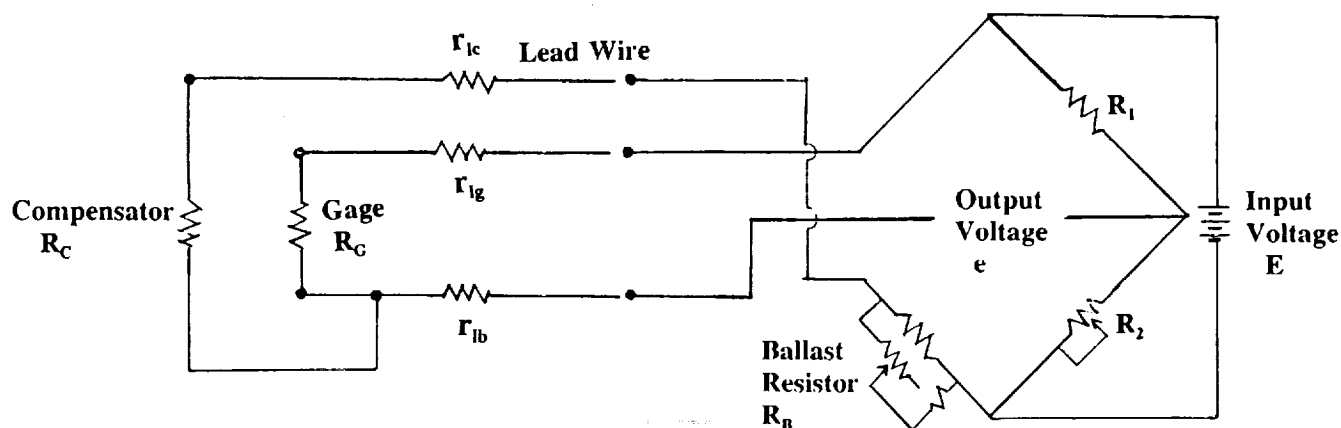 r_lc
Lead Wire
R_1
r_lg
Compensator
R_C
Gage
R_G
Output
Voltage
e
Input
Voltage
E
r_lb
R_2
Ballast
Resistor
R_B